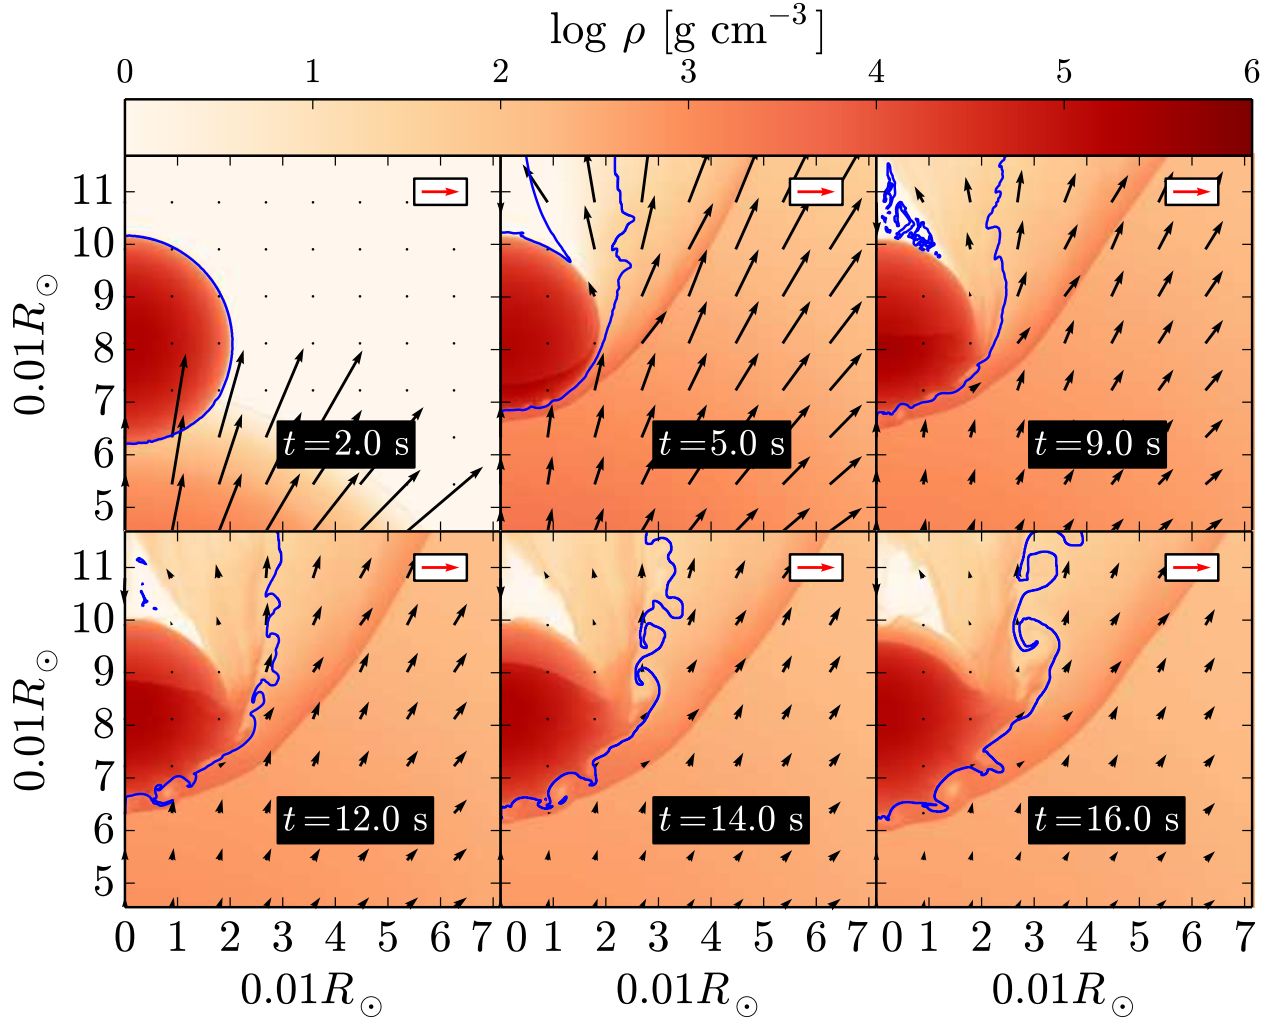 log ρ [g cm⁻³]
0 1 2 3 4 5 6
11
10
9
8
7
6
5
0.01R☉
t=2.0 s
t=5.0 s
t=9.0 s
11
10
9
8
7
6
5
0.01R☉
t=12.0 s
t=14.0 s
t=16.0 s
0 1 2 3 4 5 6 7 0 1 2 3 4 5 6 7 0 1 2 3 4 5 6 7
0.01R☉ 0.01R☉ 0.01R☉